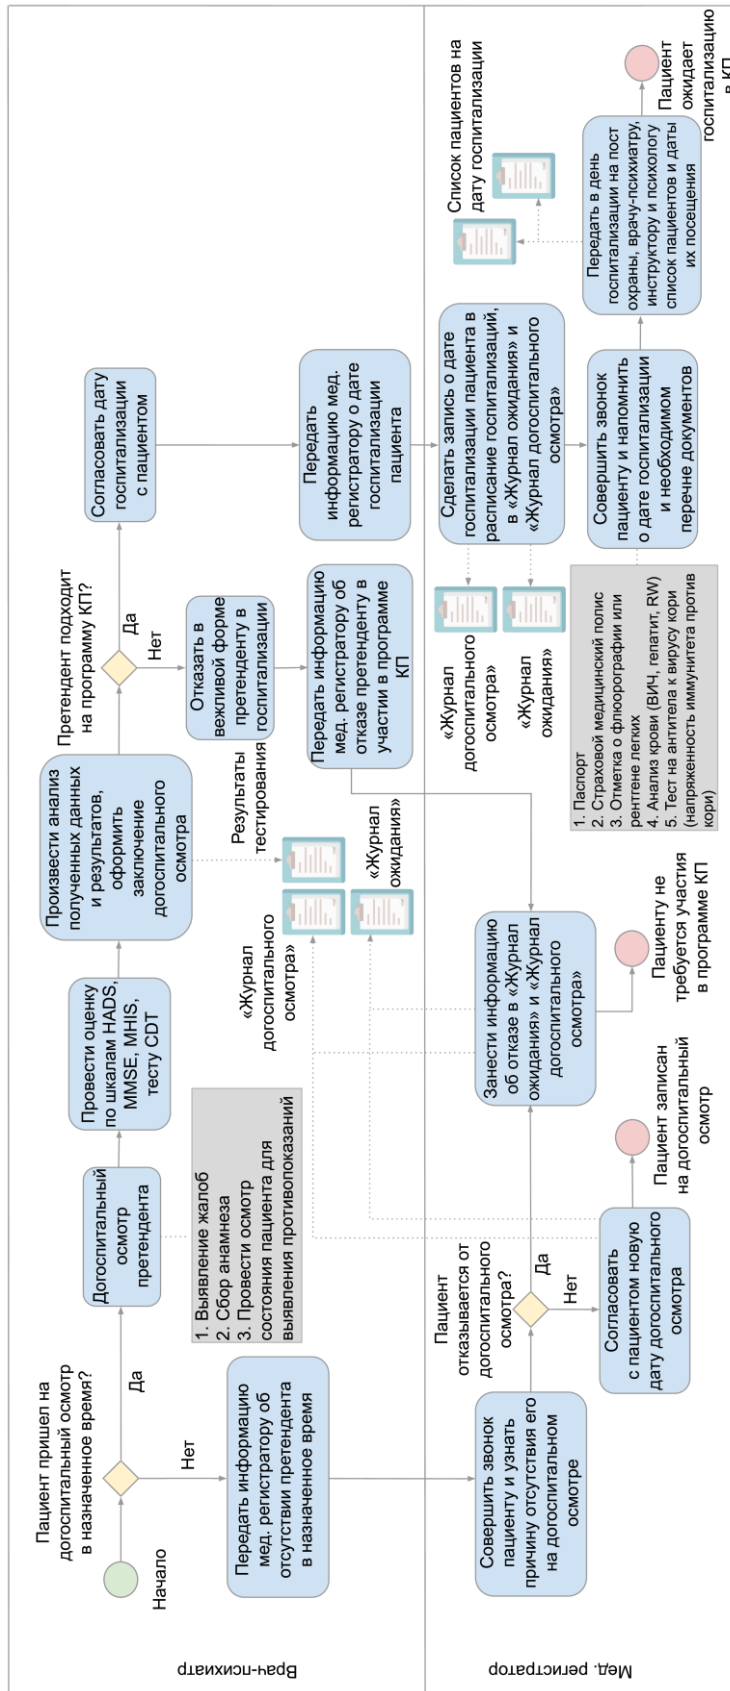 Врач-психиатр
Пациент пришел на
догоспитальный осмотр
в назначенное время?
Начало
Да
Нет
Передать информацию
мед. регистратору об
отсутствии претендента
в назначенное время
Догоспитальный
осмотр
претендента
1. Выявление жалоб
2. Сбор анамнеза
3. Провести осмотр
состояния пациента для
выявления противопоказаний
Провести оценку
по шкалам HADS,
MMSE, MHIS,
тесту CDT
Произвести анализ
полученных данных
и результатов,
оформить
заключение
догоспитального
осмотра
Результаты
тестирования
«Журнал
догоспитального
осмотра»
«Журнал
ожидания»
Претендент подходит
на программу КП?
Да
Нет
Отказать в
вежливой форме
претенденту в
госпитализации
Передать информацию
мед. регистратору об
отказе претенденту в
участии в программе
КП
Согласовать дату
госпитализации
с пациентом
Передать
информацию мед.
регистратору о дате
госпитализации
пациента
Мед. регистратор
Совершить звонок
пациенту и узнать
причину отсутствия его
на догоспитальном
осмотре
Пациент
отказывается от
догоспитального
осмотра?
Да
Нет
Согласовать
с пациентом новую
дату догоспитального
осмотра
Пациент записан
на догоспитальный
осмотр
Занести информацию
об отказе в «Журнал
ожидания» и «Журнал
догоспитального
осмотра»
Пациенту не
требуется участия
в программе КП
Сделать запись о дате
госпитализации пациента в
расписание госпитализаций,
в «Журнал ожидания» и
«Журнал догоспитального
осмотра»
«Журнал
догоспитального
осмотра»
«Журнал
ожидания»
Совершить звонок
пациенту и напомнить
о дате госпитализации
и необходимом
перечне документов
1. Паспорт
2. Страховой медицинский полис
3. Отметка о флюорографии или
рентгене легких
4. Анализ крови (ВИЧ, гепатит, RW)
5. Тест на антитела к вирусу кори
(напряженность иммунитета против
кори)
Список пациентов на
дату госпитализации
Передать в день
госпитализации на пост
охраны, врачу-психиатру,
инструктору и психологу
список пациентов и даты
их посещения
Пациент
ожидает
госпитализацию
в КП